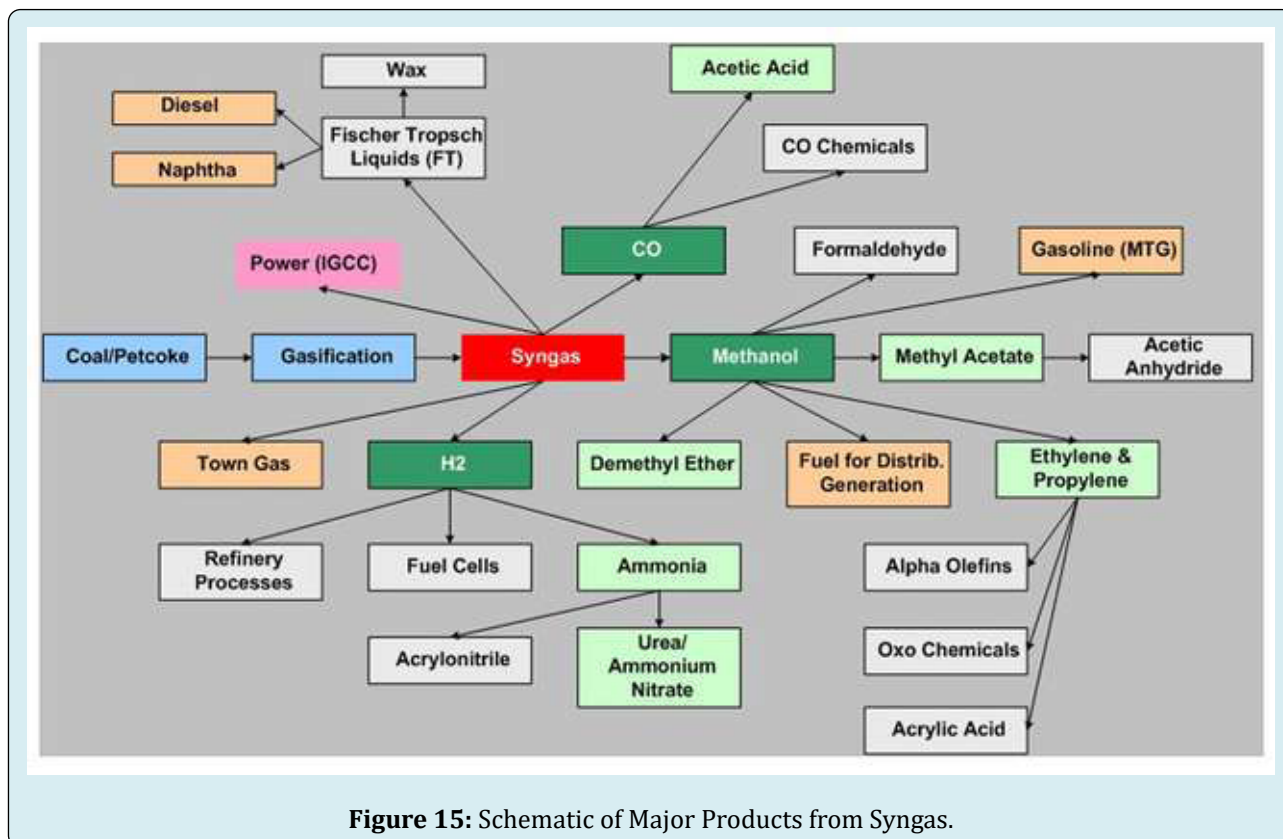 Wax
Acetic Acid
Diesel
Fischer Tropsch
Liquids (FT)
CO Chemicals
Naphtha
CO
Formaldehyde
Gasoline (MTG)
Power (IGCC)
Coal/Petcoke
Gasification
Syngas
Methanol
Methyl Acetate
Acetic
Anhydride
Town Gas
H2
Demethyl Ether
Fuel for Distrib.
Generation
Ethylene &
Propylene
Refinery
Processes
Fuel Cells
Ammonia
Alpha Olefins
Acrylonitrile
Urea/
Ammonium
Nitrate
Oxo Chemicals
Acrylic Acid
Figure 15: Schematic of Major Products from Syngas.